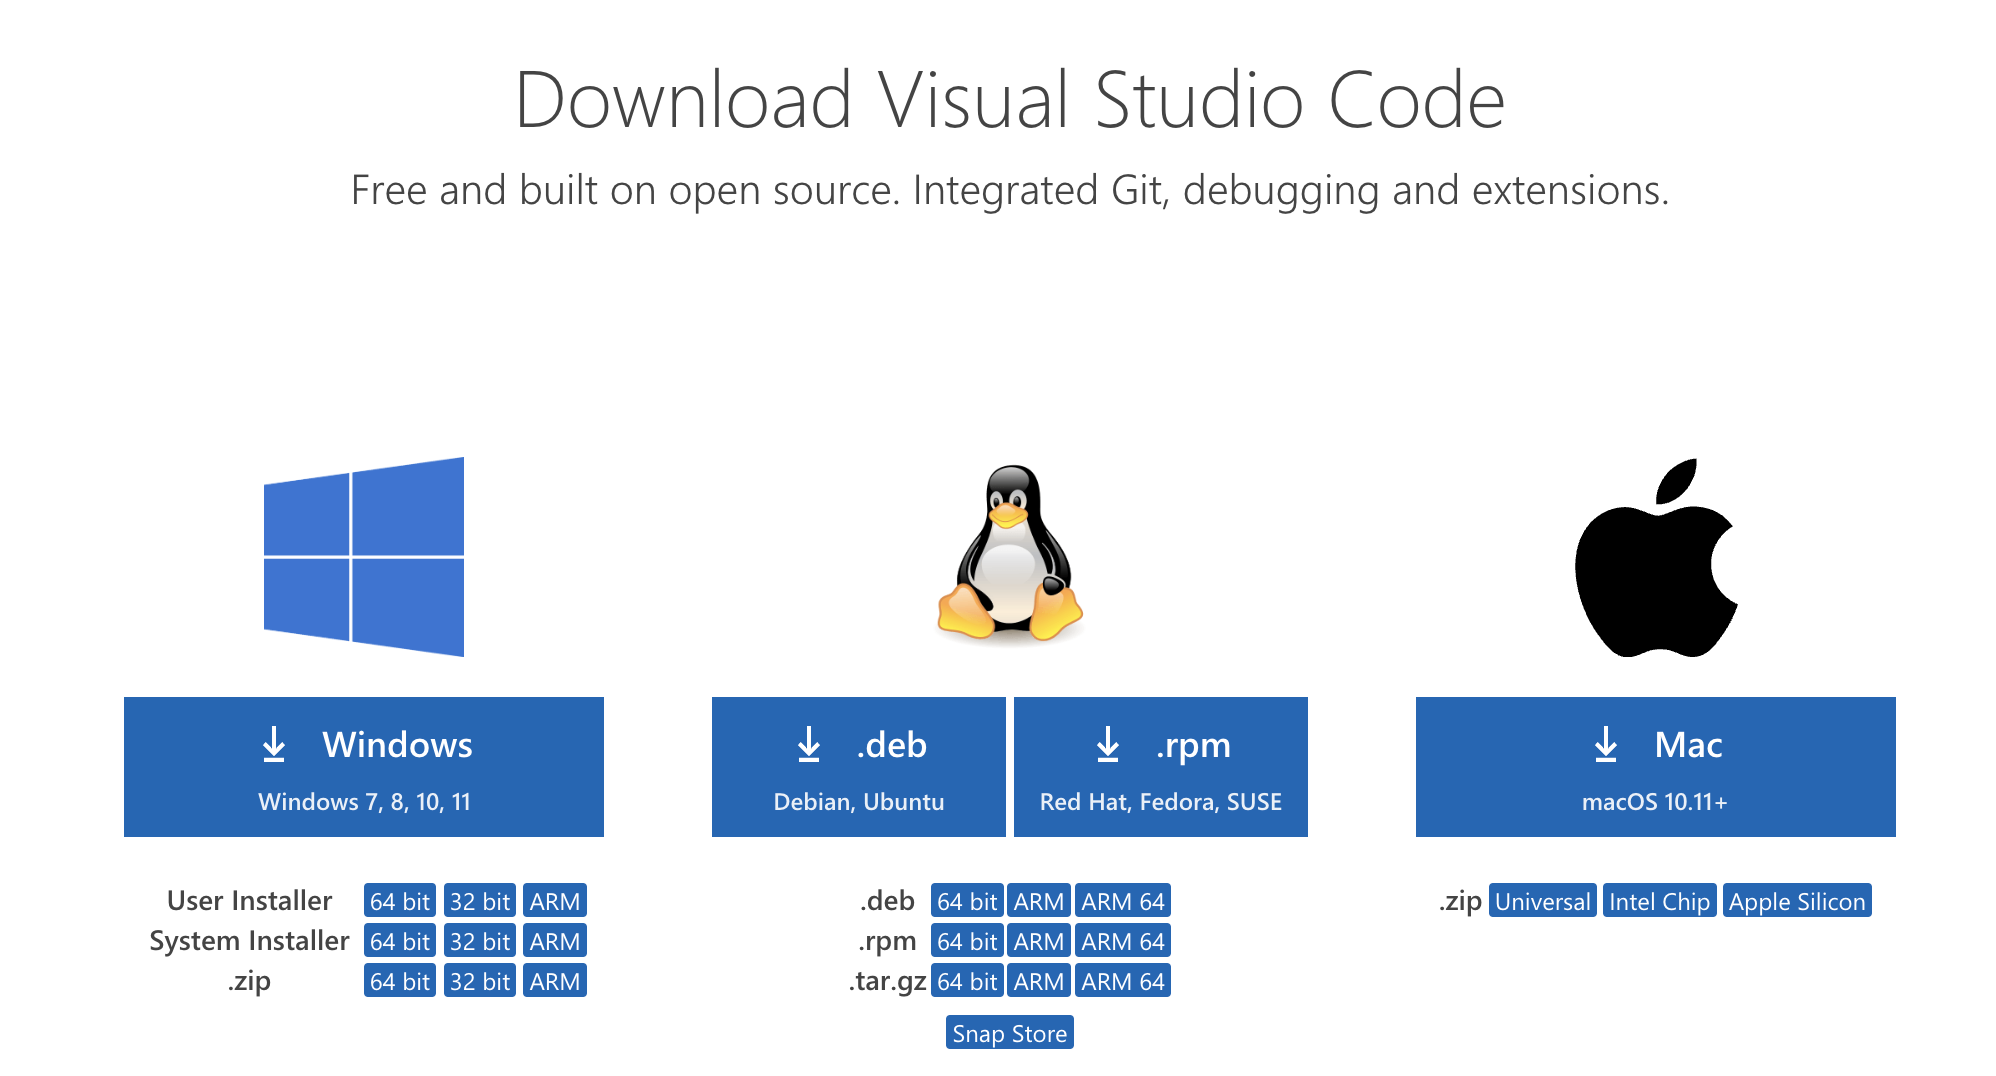 Download Visual Studio Code
Free and built on open source. Integrated Git, debugging and extensions.
Windows
Windows 7, 8, 10, 11
User Installer 64 bit 32 bit ARM
System Installer 64 bit 32 bit ARM
.zip 64 bit 32 bit ARM
.deb
Debian, Ubuntu
.rpm
Red Hat, Fedora, SUSE
.deb 64 bit ARM ARM 64
.rpm 64 bit ARM ARM 64
.tar.gz 64 bit ARM ARM 64
Snap Store
Mac
macOS 10.11+
.zip Universal Intel Chip Apple Silicon